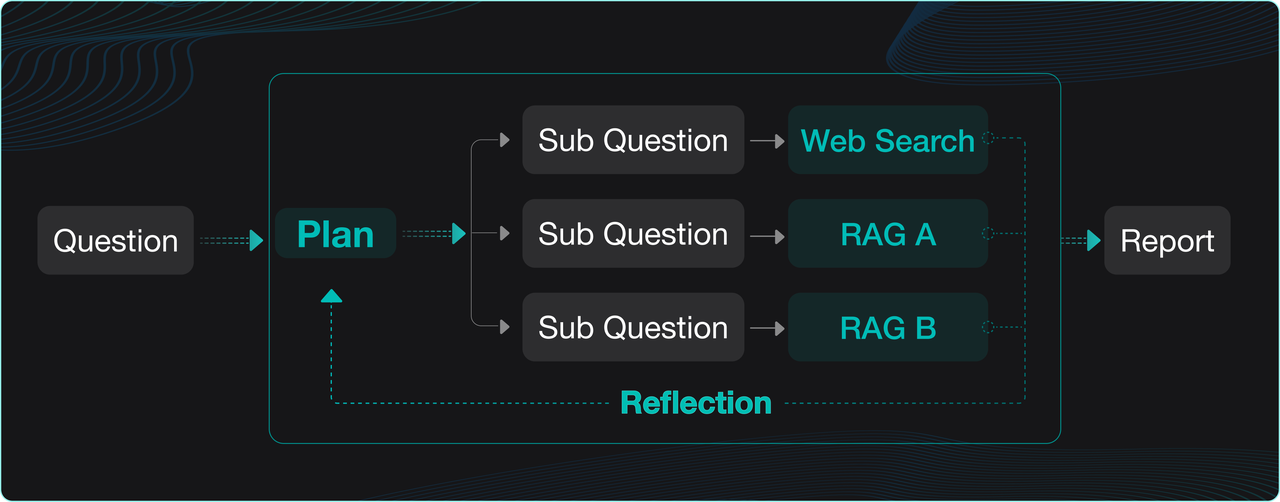 Question
Plan
Sub Question
Web Search
Sub Question
RAG A
Sub Question
RAG B
Reflection
Report